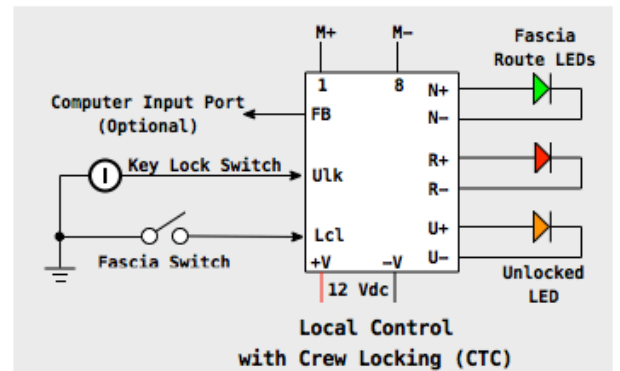 M+ M-
Fascia
Route LEDs
1 8 N+
Computer Input Port
(Optional)
FB
N-
R+
Key Lock Switch
Ulk
R-
U+
Lcl
Fascia Switch
+V -V U-
12 Vdc
Unlocked
LED
Local Control
with Crew Locking (CTC)